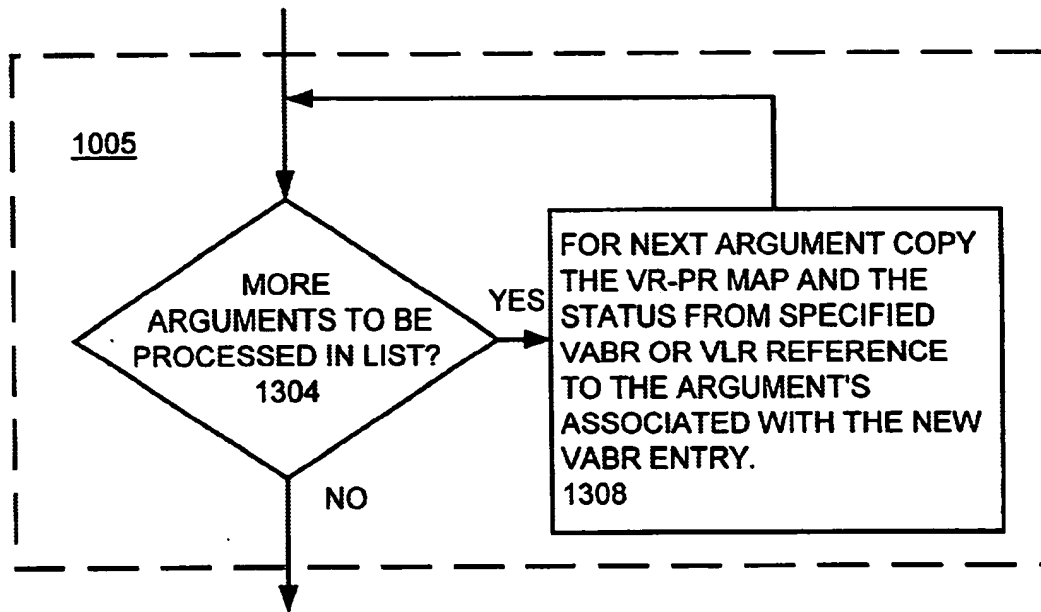 1005
MORE
ARGUMENTS TO BE
PROCESSED IN LIST?
1304
YES
NO
FOR NEXT ARGUMENT COPY
THE VR-PR MAP AND THE
STATUS FROM SPECIFIED
VABR OR VLR REFERENCE
TO THE ARGUMENT'S
ASSOCIATED WITH THE NEW
VABR ENTRY.
1308